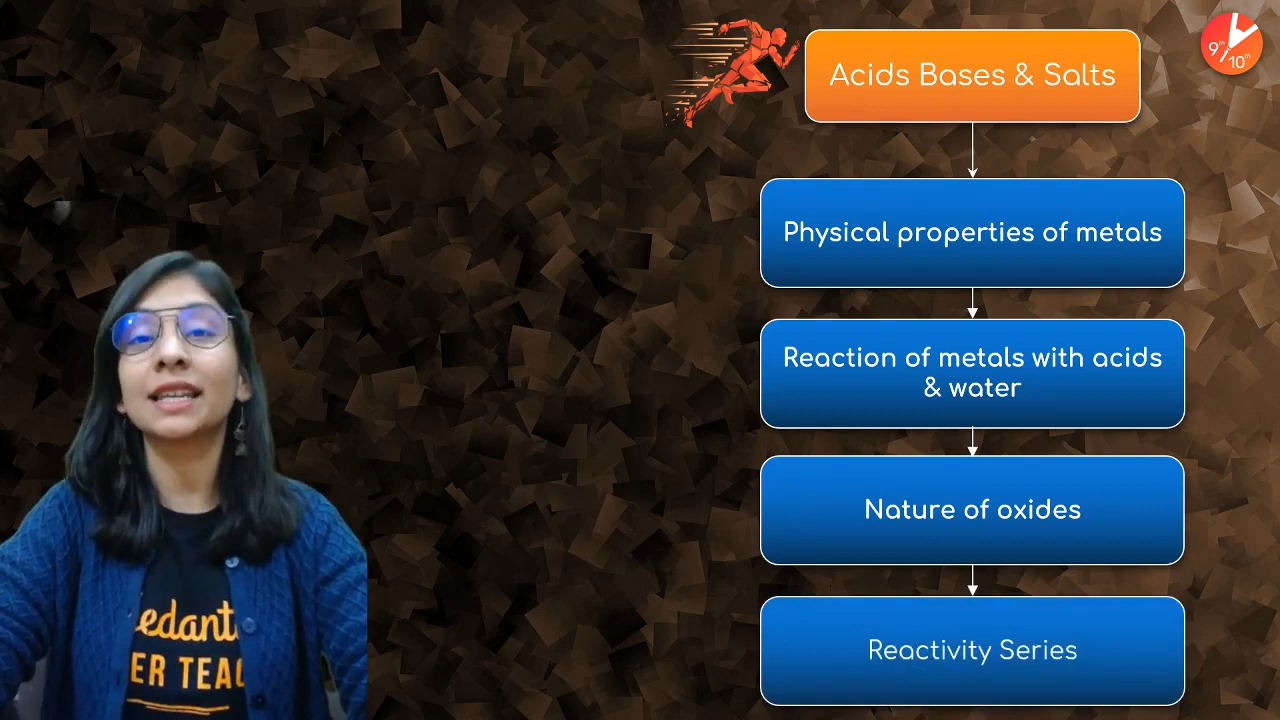 Acids Bases & Salts
9th
10th
Physical properties of metals
Reaction of metals with acids
& water
Nature of oxides
Reactivity Series
edant
ER TEAC